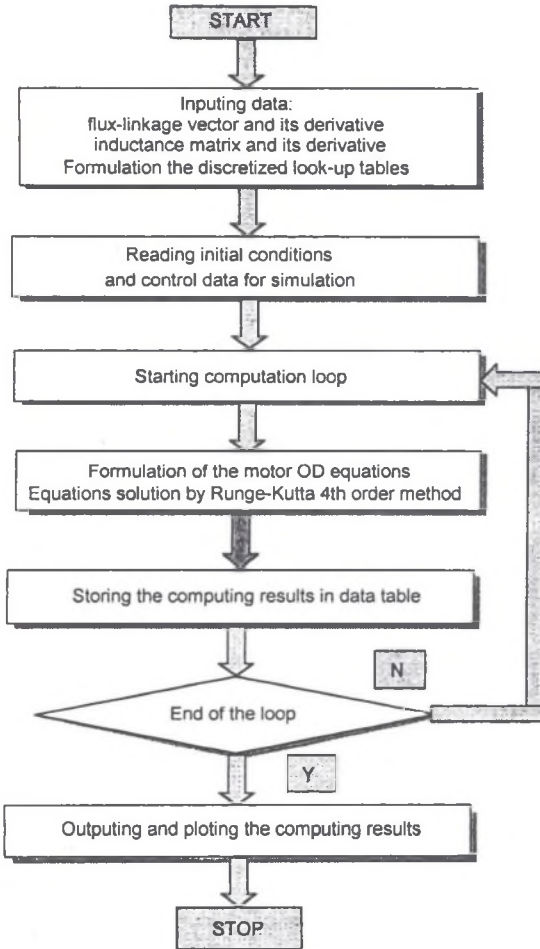 START
Inputing data:
flux-linkage vector and its derivative
inductance matrix and its derivative
Formulation the discretized look-up tables
Reading initial conditions
and control data for simulation
Starting computation loop
Formulation of the motor OD equations
Equations solution by Runge-Kutta 4th order method
Storing the computing results in data table
N
End of the loop
Y
Outputing and ploting the computing results
STOP